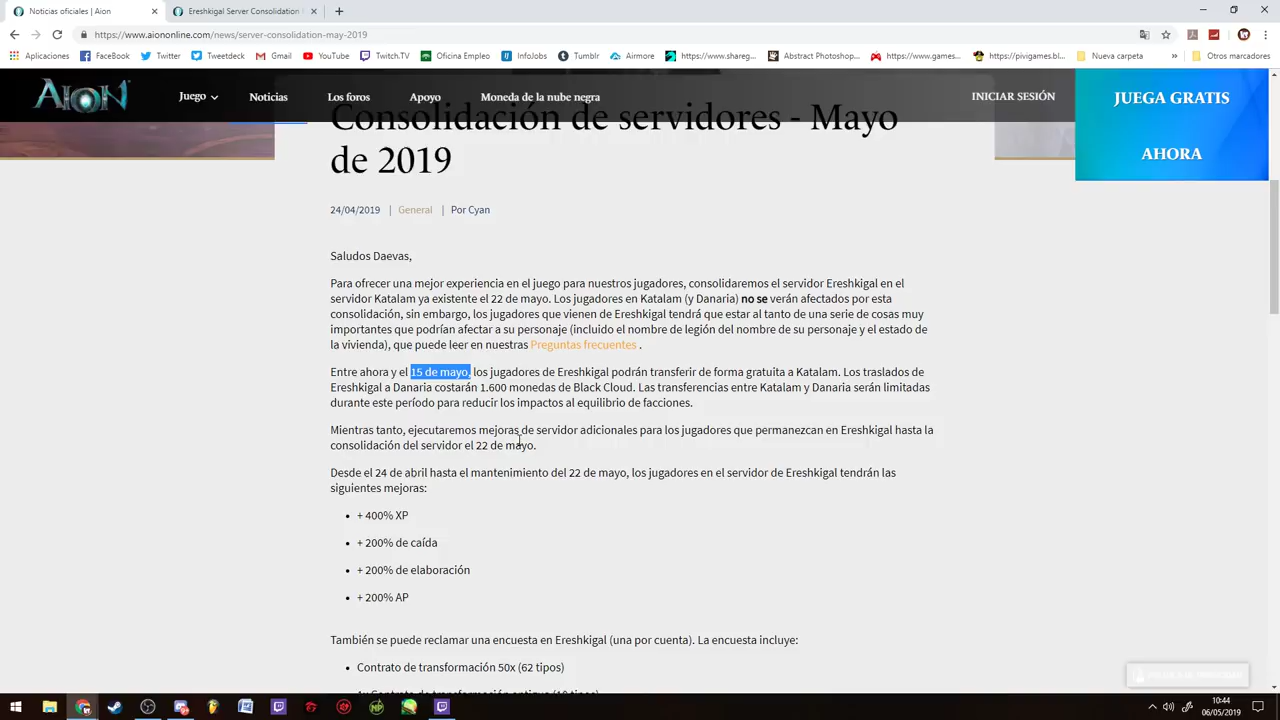 Noticias oficiales | Aion
Ereshkigal Server Consolidation
https://www.aiononline.com/news/server-consolidation-may-2019
Aplicaciones FaceBook Twitter Tweetdeck Gmail YouTube Twitch.TV Oficina Empleo InfoJobs Tumblr Airmore https://www.shareg... Abstract Photoshop... https://www.games... https://pivigames.bl... Nueva carpeta » Otros marcadores
AION Juego Noticias Los foros Apoyo Moneda de la nube negra INICIAR SESIÓN JUEGA GRATIS
AHORA
Consolidación de servidores - Mayo
de 2019
24/04/2019 | General | Por Cyan
Saludos Daevas,
Para ofrecer una mejor experiencia en el juego para nuestros jugadores, consolidaremos el servidor Ereshkigal en el
servidor Katalam ya existente el 22 de mayo. Los jugadores en Katalam (y Danaria) no se verán afectados por esta
consolidación, sin embargo, los jugadores que vienen de Ereshkigal tendrá que estar al tanto de una serie de cosas muy
importantes que podrían afectar a su personaje (incluido el nombre de legión del nombre de su personaje y el estado de
la vivienda), que puede leer en nuestras Preguntas frecuentes .
Entre ahora y el 15 de mayo, los jugadores de Ereshkigal podrán transferir de forma gratuita a Katalam. Los traslados de
Ereshkigal a Danaria costarán 1.600 monedas de Black Cloud. Las transferencias entre Katalam y Danaria serán limitadas
durante este período para reducir los impactos al equilibrio de facciones.
Mientras tanto, ejecutaremos mejoras de servidor adicionales para los jugadores que permanezcan en Ereshkigal hasta la
consolidación del servidor el 22 de mayo.
Desde el 24 de abril hasta el mantenimiento del 22 de mayo, los jugadores en el servidor de Ereshkigal tendrán las
siguientes mejoras:
• + 400% XP
• + 200% de caída
• + 200% de elaboración
• + 200% AP
También se puede reclamar una encuesta en Ereshkigal (una por cuenta). La encuesta incluye:
• Contrato de transformación 50x (62 tipos)
10:44
06/05/2019